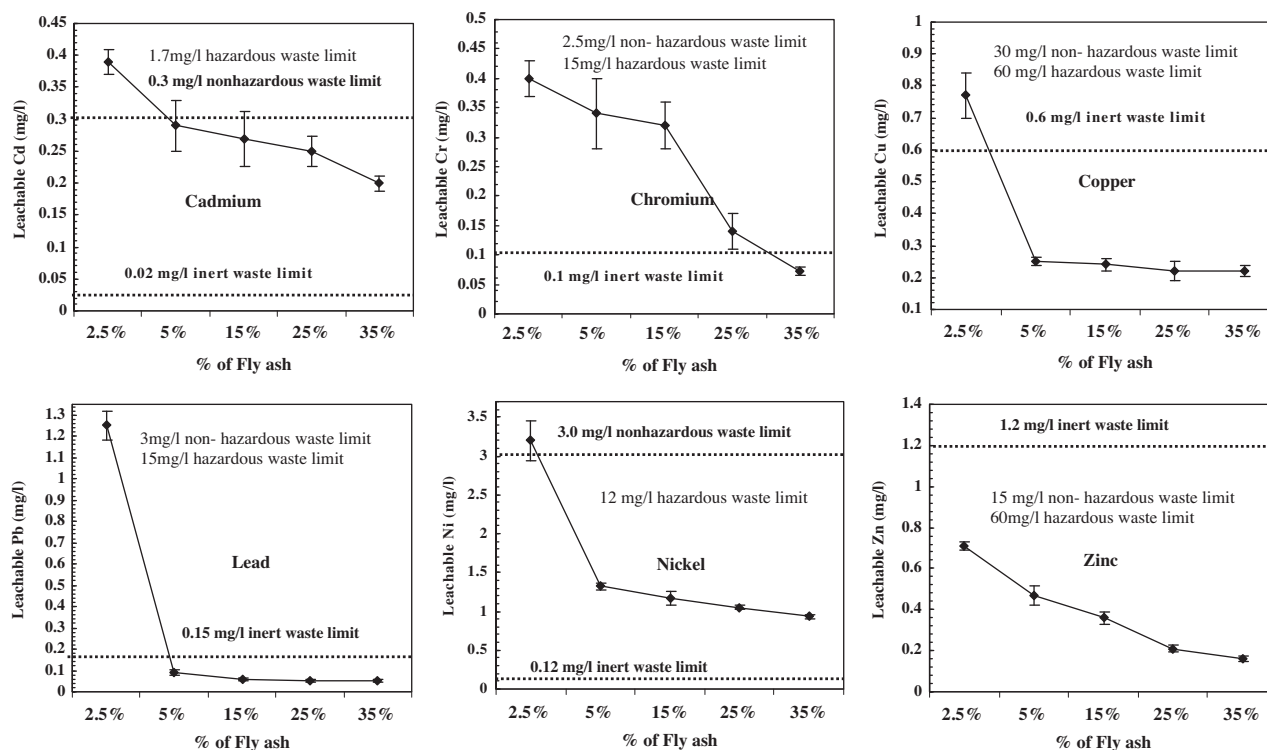 0.45
0.4
0.35
0.3
0.25
0.2
0.15
0.1
0.05
0
Leachable Cd (mg/l)
1.7mg/l hazardous waste limit
0.3 mg/l nonhazardous waste limit
Cadmium
0.02 mg/l inert waste limit
2.5% 5% 15% 25% 35%
% of Fly ash
0.5
0.45
0.4
0.35
0.3
0.25
0.2
0.15
0.1
0.05
0
Leachable Cr (mg/l)
2.5mg/l non- hazardous waste limit
15mg/l hazardous waste limit
Chromium
0.1 mg/l inert waste limit
2.5% 5% 15% 25% 35%
% of Fly ash
1
0.9
0.8
0.7
0.6
0.5
0.4
0.3
0.2
0.1
Leachable Cu (mg/l)
30 mg/l non- hazardous waste limit
60 mg/l hazardous waste limit
0.6 mg/l inert waste limit
Copper
2.5% 5% 15% 25% 35%
% of Fly ash
1.3
1.2
1.1
1
0.9
0.8
0.7
0.6
0.5
0.4
0.3
0.2
0.1
0
Leachable Pb (mg/l)
3mg/l non- hazardous waste limit
15mg/l hazardous waste limit
Lead
0.15 mg/l inert waste limit
2.5% 5% 15% 25% 35%
% of Fly ash
3.5
3
2.5
2
1.5
1
0.5
0
Leachable Ni (mg/l)
3.0 mg/l nonhazardous waste limit
12 mg/l hazardous waste limit
Nickel
0.12 mg/l inert waste limit
2.5% 5% 15% 25% 35%
% of Fly ash
1.4
1.2
1
0.8
0.6
0.4
0.2
0
Leachable Zn (mg/l)
1.2 mg/l inert waste limit
15 mg/l non- hazardous waste limit
60mg/l hazardous waste limit
Zinc
2.5% 5% 15% 25% 35%
% of Fly ash